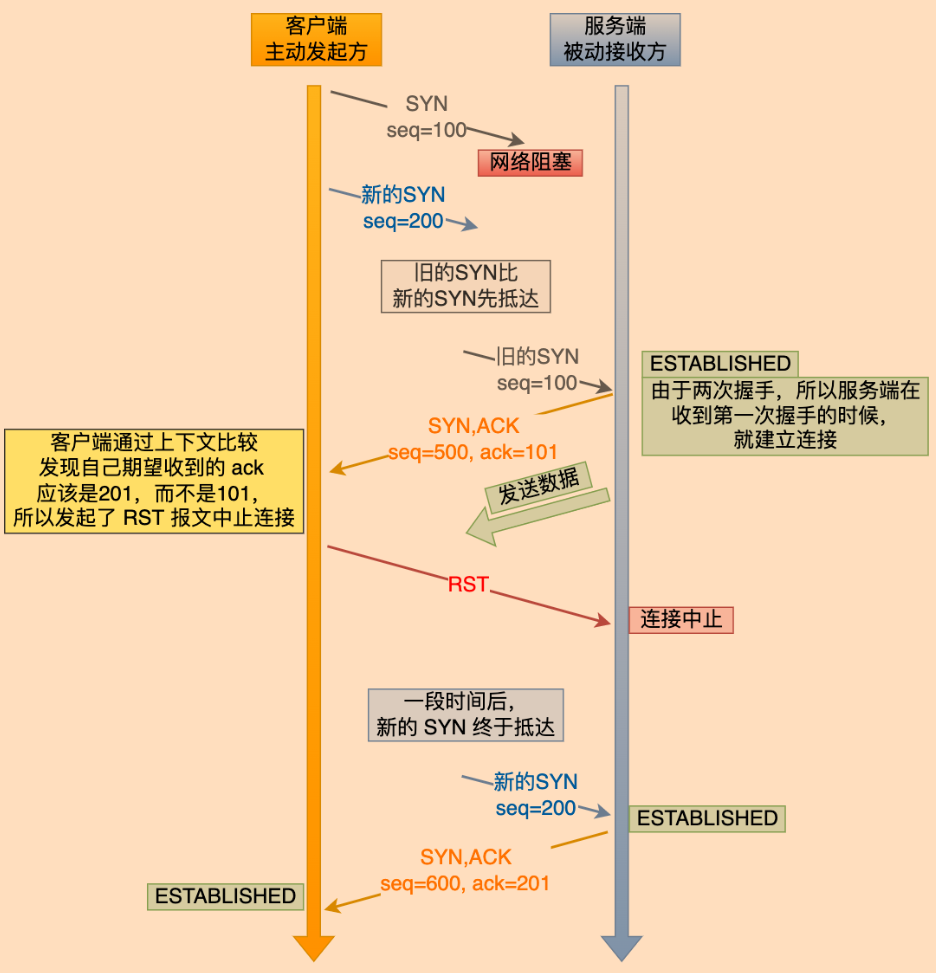 客户端
主动发起方
服务端
被动接收方
SYN
seq=100
网络阻塞
新的SYN
seq=200
旧的SYN比
新的SYN先抵达
旧的SYN
seq=100
ESTABLISHED
由于两次握手，所以服务端在
收到第一次握手的时候，
就建立连接
SYN,ACK
seq=500, ack=101
客户端通过上下文比较
发现自己期望收到的 ack
应该是201，而不是101，
所以发起了 RST 报文中止连接
发送数据
RST
连接中止
一段时间后，
新的 SYN 终于抵达
新的SYN
seq=200
ESTABLISHED
SYN,ACK
seq=600, ack=201
ESTABLISHED